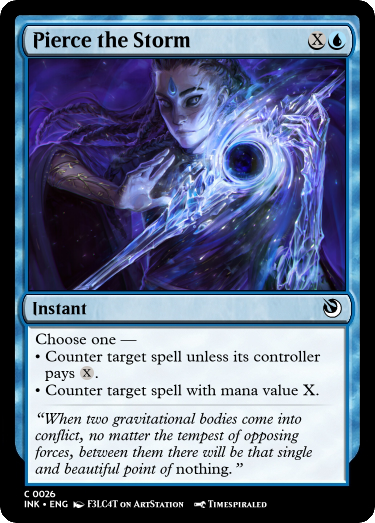 Pierce the Storm X
Instant
Choose one —
• Counter target spell unless its controller
pays X.
• Counter target spell with mana value X.
"When two gravitational bodies come into
conflict, no matter the tempest of opposing
forces, between them there will be that single
and beautiful point of nothing."
C 0026
INK • ENG F3LC4T ON ARTSTATION TIMESPIRALED